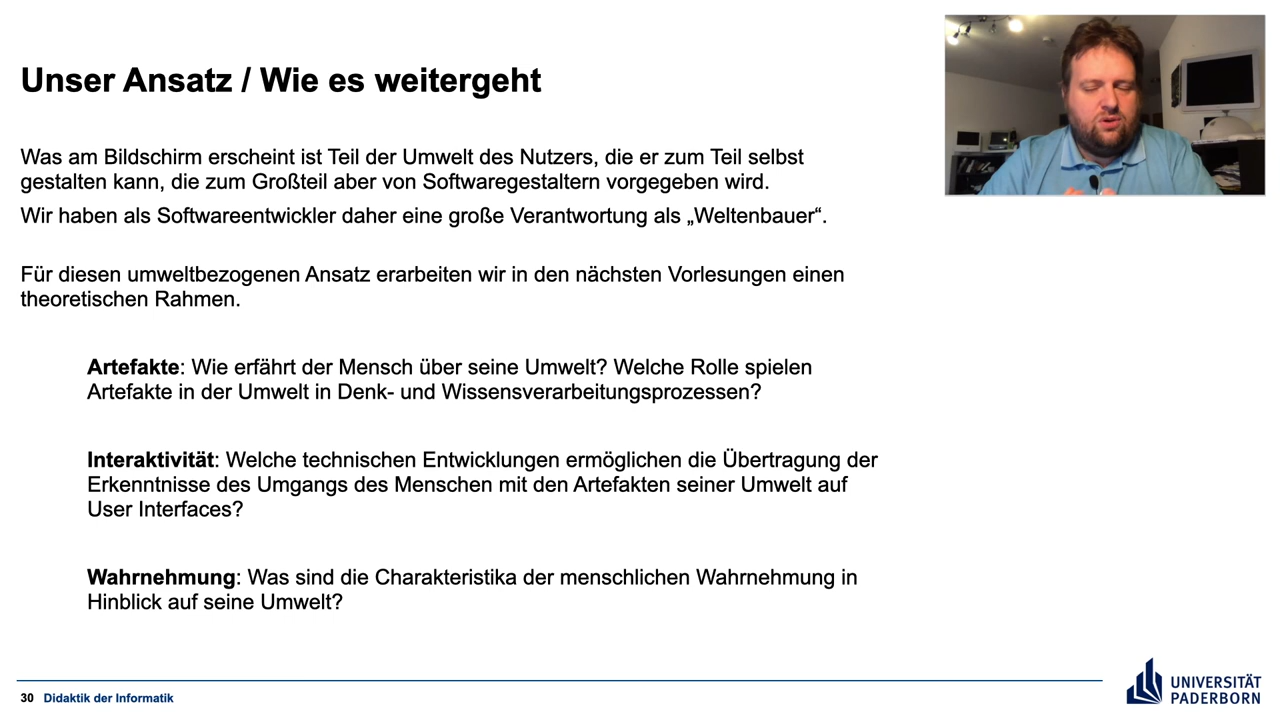 Unser Ansatz / Wie es weitergeht
Was am Bildschirm erscheint ist Teil der Umwelt des Nutzers, die er zum Teil selbst
gestalten kann, die zum Großteil aber von Softwaregestaltern vorgegeben wird.
Wir haben als Softwareentwickler daher eine große Verantwortung als „Weltenbauer“.
Für diesen umweltbezogenen Ansatz erarbeiten wir in den nächsten Vorlesungen einen
theoretischen Rahmen.
Artefakte: Wie erfährt der Mensch über seine Umwelt? Welche Rolle spielen
Artefakte in der Umwelt in Denk- und Wissensverarbeitungsprozessen?
Interaktivität: Welche technischen Entwicklungen ermöglichen die Übertragung der
Erkenntnisse des Umgangs des Menschen mit den Artefakten seiner Umwelt auf
User Interfaces?
Wahrnehmung: Was sind die Charakteristika der menschlichen Wahrnehmung in
Hinblick auf seine Umwelt?
30 Didaktik der Informatik
UNIVERSITÄT
PADERBORN